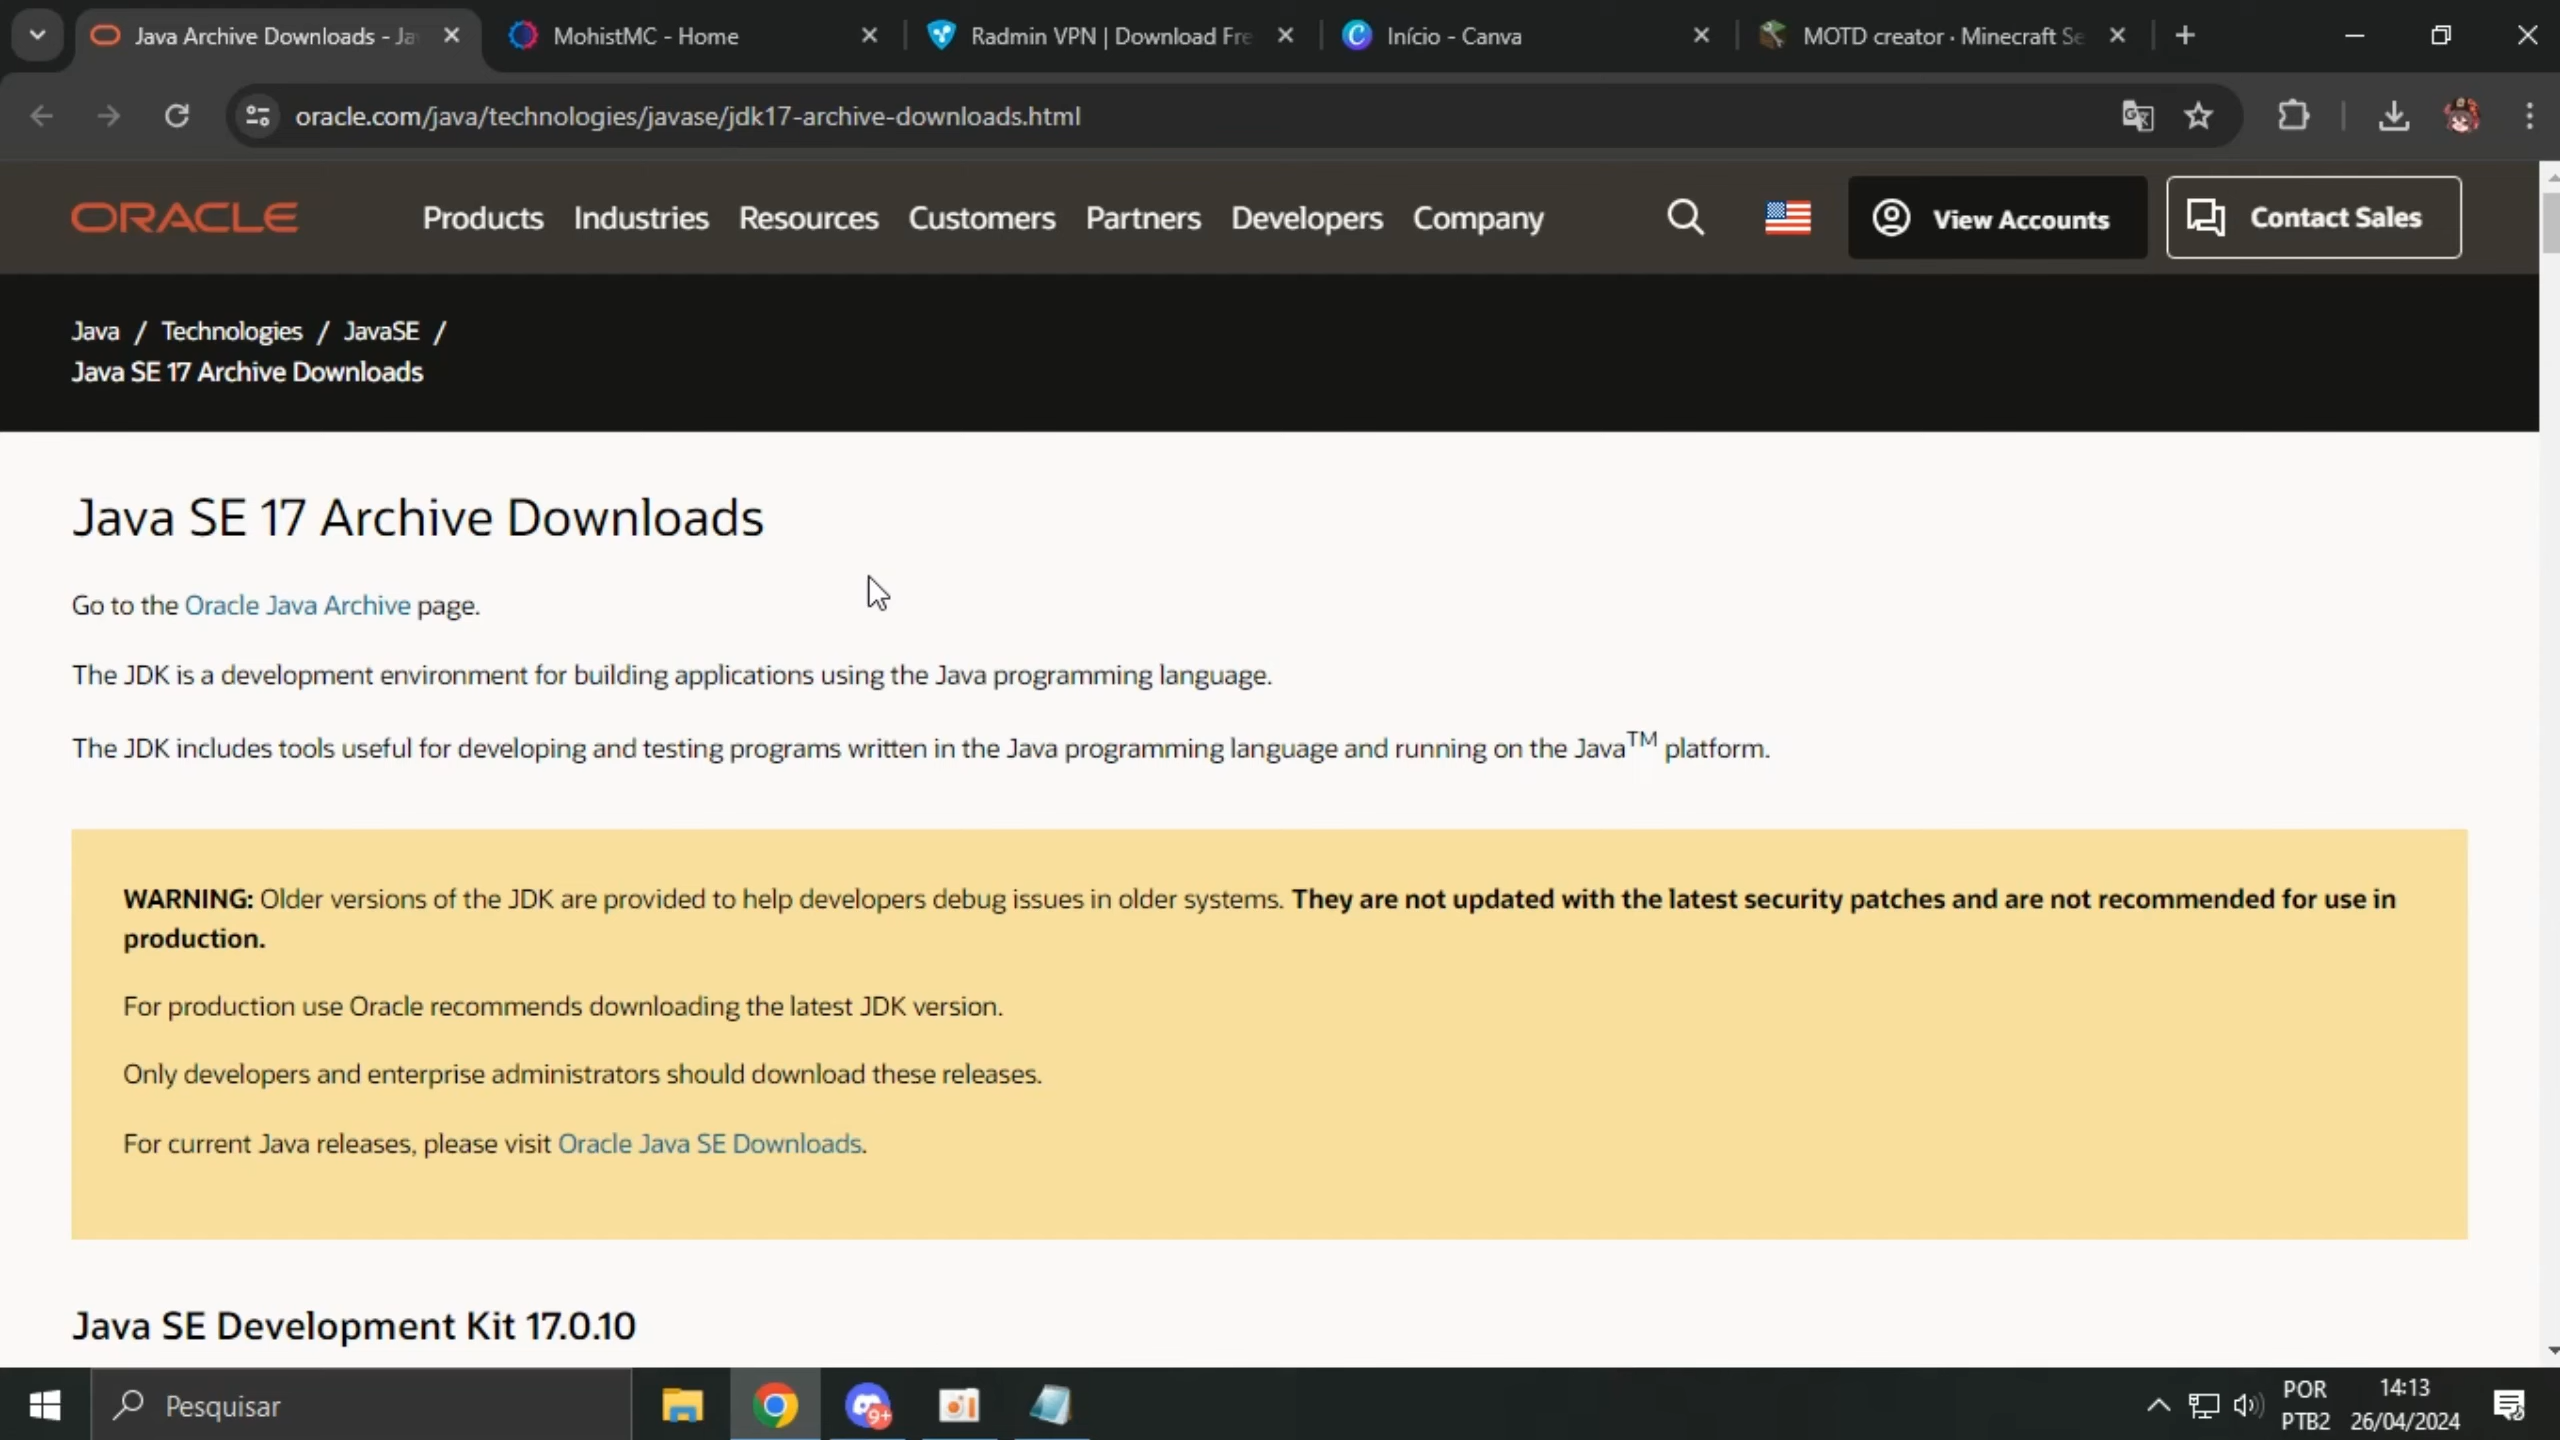 Java Archive Downloads - Ja
MohistMC - Home
Radmin VPN | Download Fre
Início - Canva
MOTD creator · Minecraft Se
oracle.com/java/technologies/javase/jdk17-archive-downloads.html
ORACLE
Products Industries Resources Customers Partners Developers Company
View Accounts
Contact Sales
Java / Technologies / JavaSE /
Java SE 17 Archive Downloads
Java SE 17 Archive Downloads
Go to the Oracle Java Archive page.
The JDK is a development environment for building applications using the Java programming language.
The JDK includes tools useful for developing and testing programs written in the Java programming language and running on the Java™ platform.
WARNING: Older versions of the JDK are provided to help developers debug issues in older systems. They are not updated with the latest security patches and are not recommended for use in
production.
For production use Oracle recommends downloading the latest JDK version.
Only developers and enterprise administrators should download these releases.
For current Java releases, please visit Oracle Java SE Downloads.
Java SE Development Kit 17.0.10
Pesquisar
9+
POR
PTB2
14:13
26/04/2024